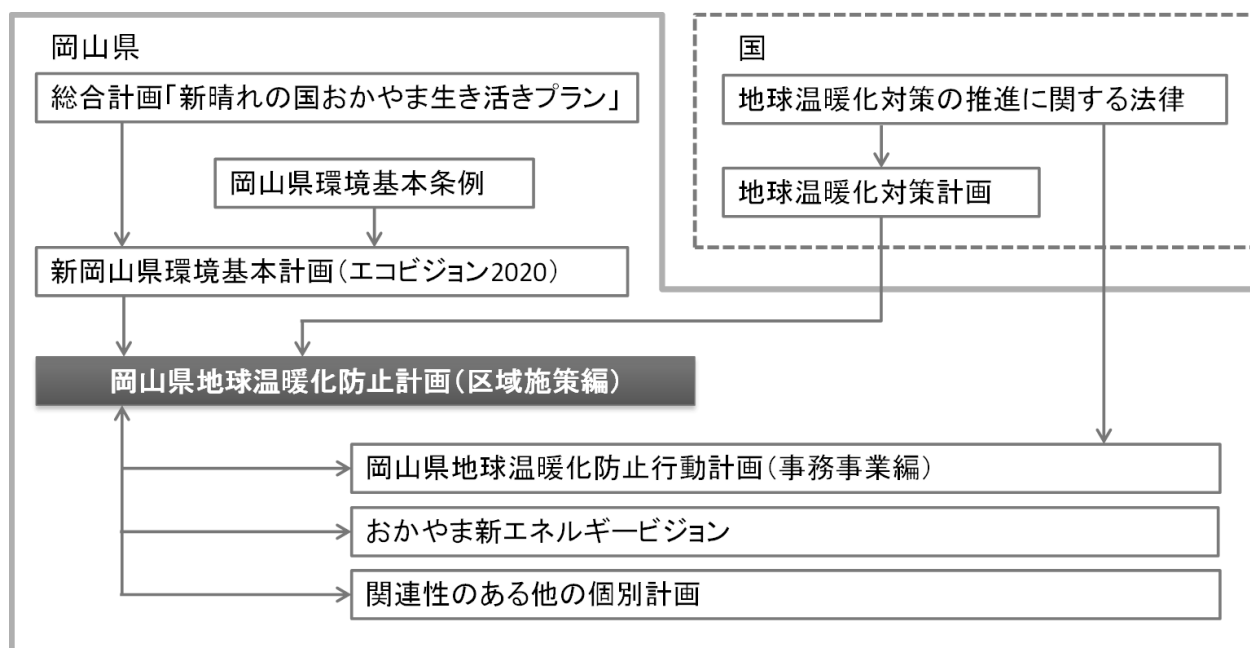 岡山県
総合計画「新晴れの国おかやま生き活きプラン」
岡山県環境基本条例
新岡山県環境基本計画(エコビジョン2020)
国
地球温暖化対策の推進に関する法律
地球温暖化対策計画
岡山県地球温暖化防止計画(区域施策編)
岡山県地球温暖化防止行動計画(事務事業編)
おかやま新エネルギービジョン
関連性のある他の個別計画